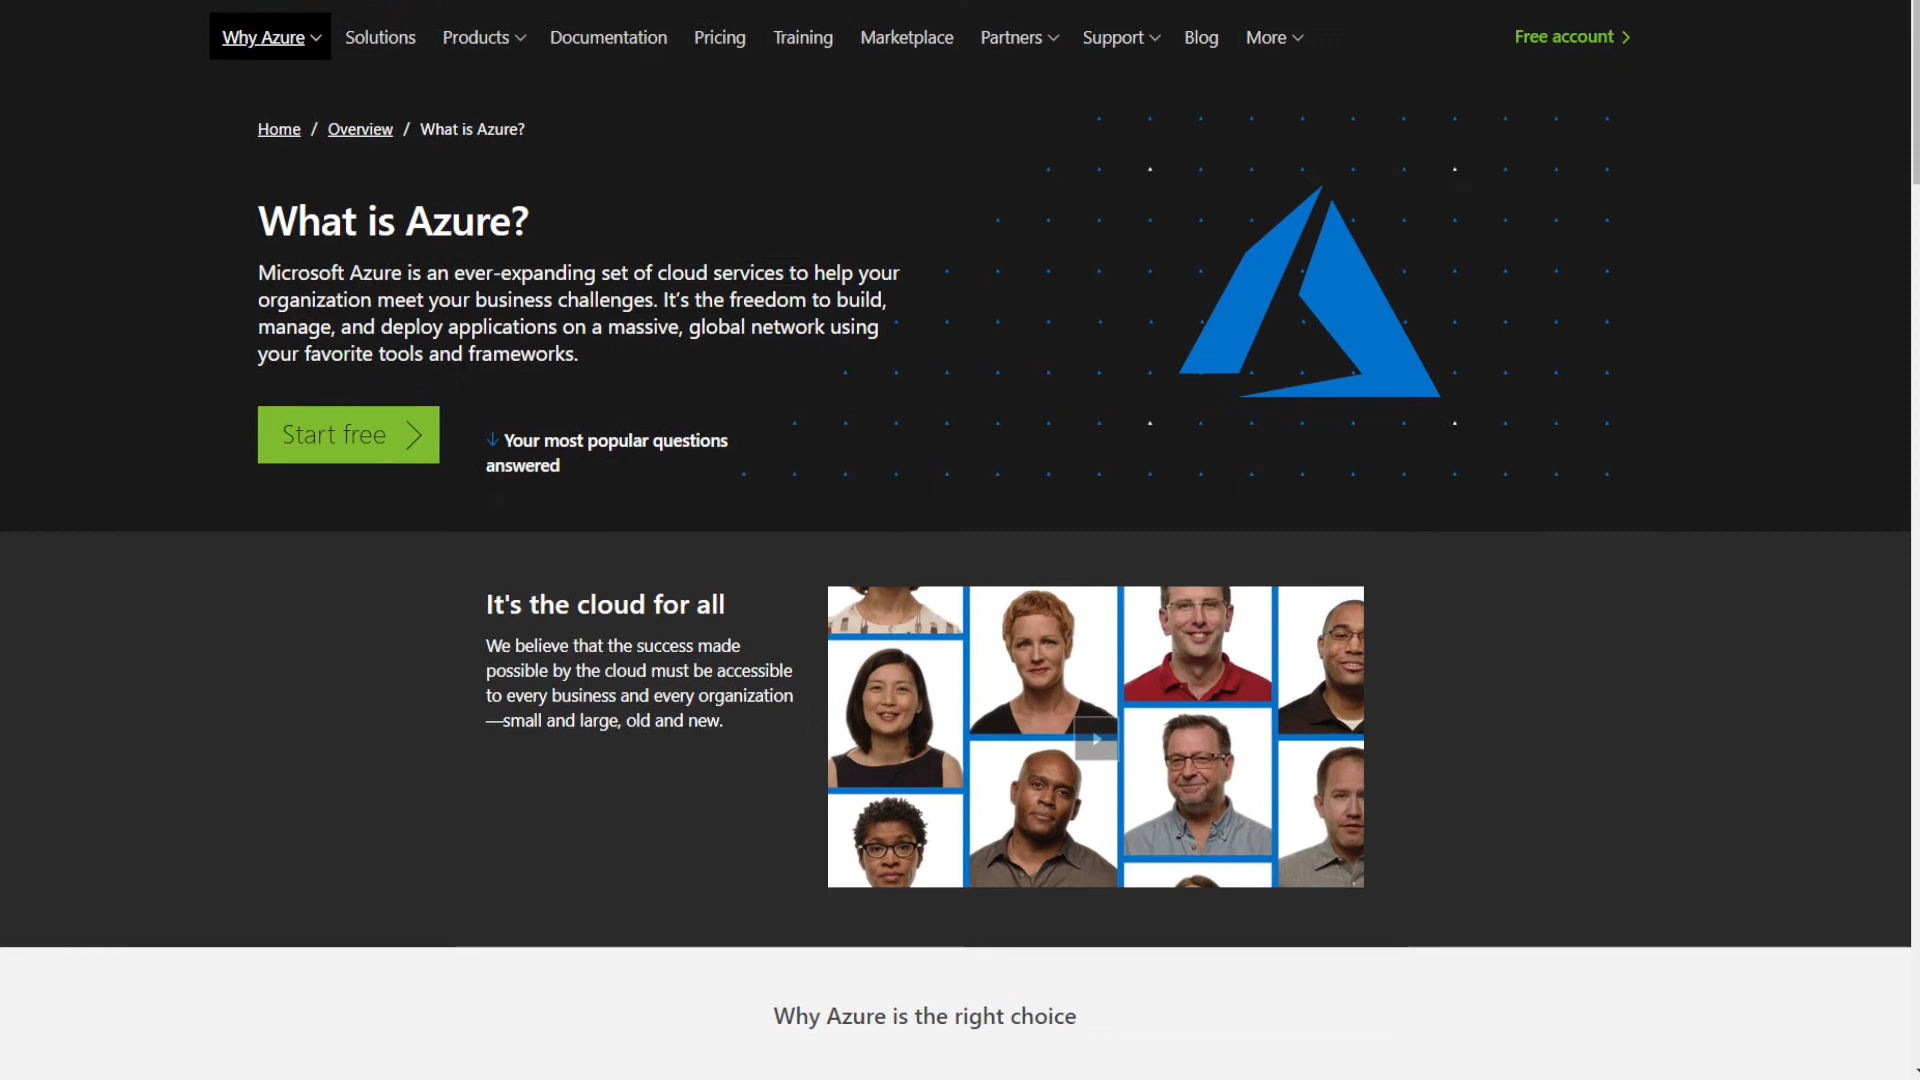 Why Azure
Solutions
Products
Documentation
Pricing
Training
Marketplace
Partners
Support
Blog
More
Free account
Home / Overview / What is Azure?
What is Azure?
Microsoft Azure is an ever-expanding set of cloud services to help your
organization meet your business challenges. It’s the freedom to build,
manage, and deploy applications on a massive, global network using
your favorite tools and frameworks.
Start free
↓ Your most popular questions
answered
It's the cloud for all
We believe that the success made
possible by the cloud must be accessible
to every business and every organization
—small and large, old and new.
Why Azure is the right choice